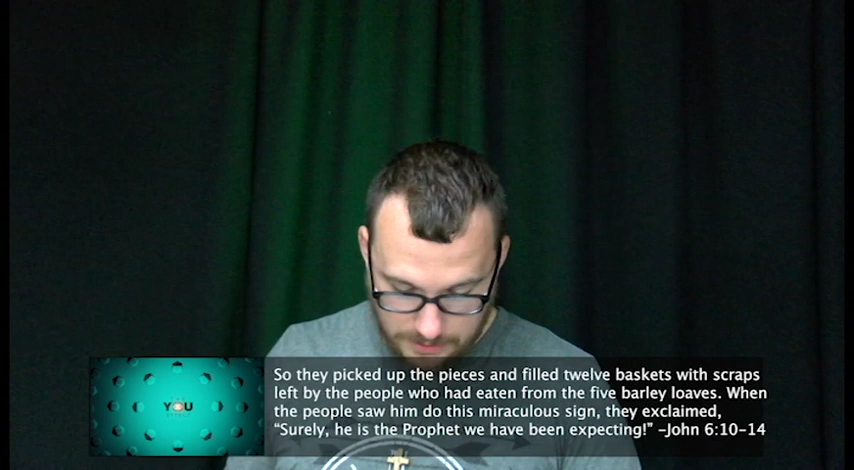 YOU
So they picked up the pieces and filled twelve baskets with scraps
left by the people who had eaten from the five barley loaves. When
the people saw him do this miraculous sign, they exclaimed,
“Surely, he is the Prophet we have been expecting!” –John 6:10–14